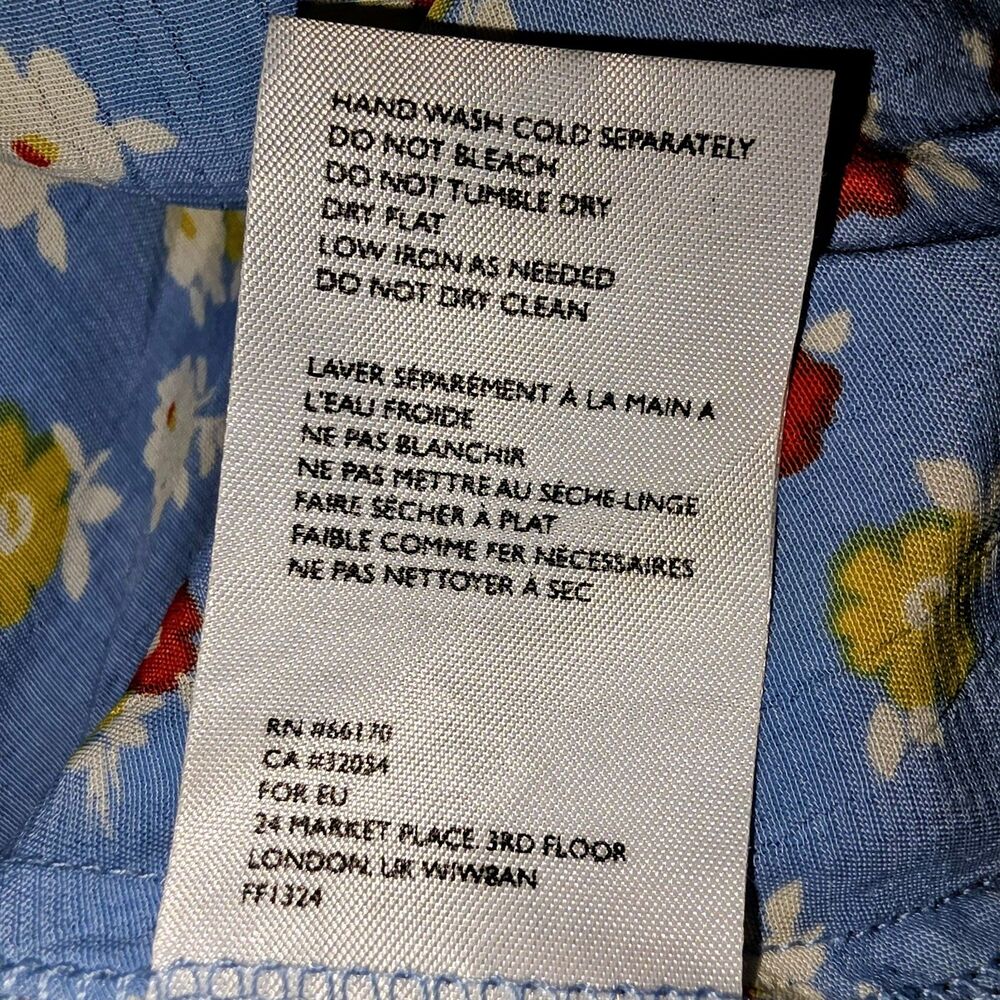 HAND WASH COLD SEPARATELY
DO NOT BLEACH
DO NOT TUMBLE DRY
DRY FLAT
LOW IRON AS NEEDED
DO NOT DRY CLEAN
LAVER SÉPARÉMENT À LA MAIN A
L'EAU FROIDE
NE PAS BLANCHIR
NE PAS METTRE AU SÈCHE-LINGE
FAIRE SÉCHER À PLAT
FAIBLE COMME FER NÉCESSAIRES
NE PAS NETTOYER À SEC
RN #66170
CA #32054
FOR EU
24 MARKET PLACE. 3RD FLOOR
LONDON, UK W1W8AN
FF1324